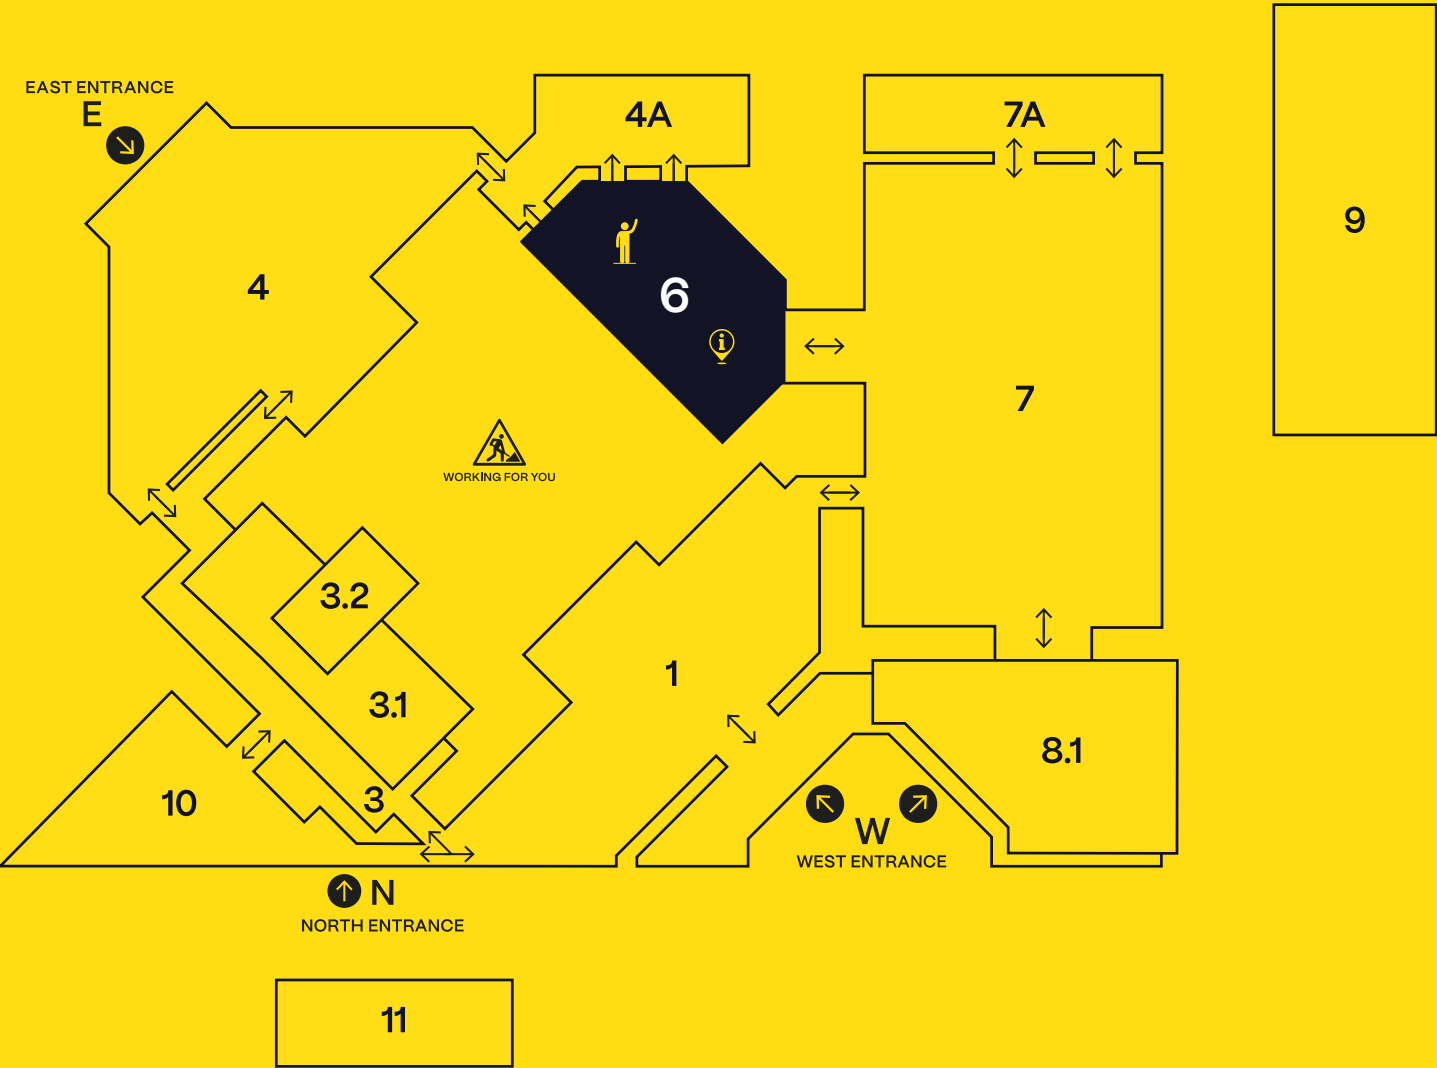 EAST ENTRANCE
E
4A
7A
9
4
6
i
7
WORKING FOR YOU
3.2
1
3.1
8.1
10
3
W
WEST ENTRANCE
N
NORTH ENTRANCE
11